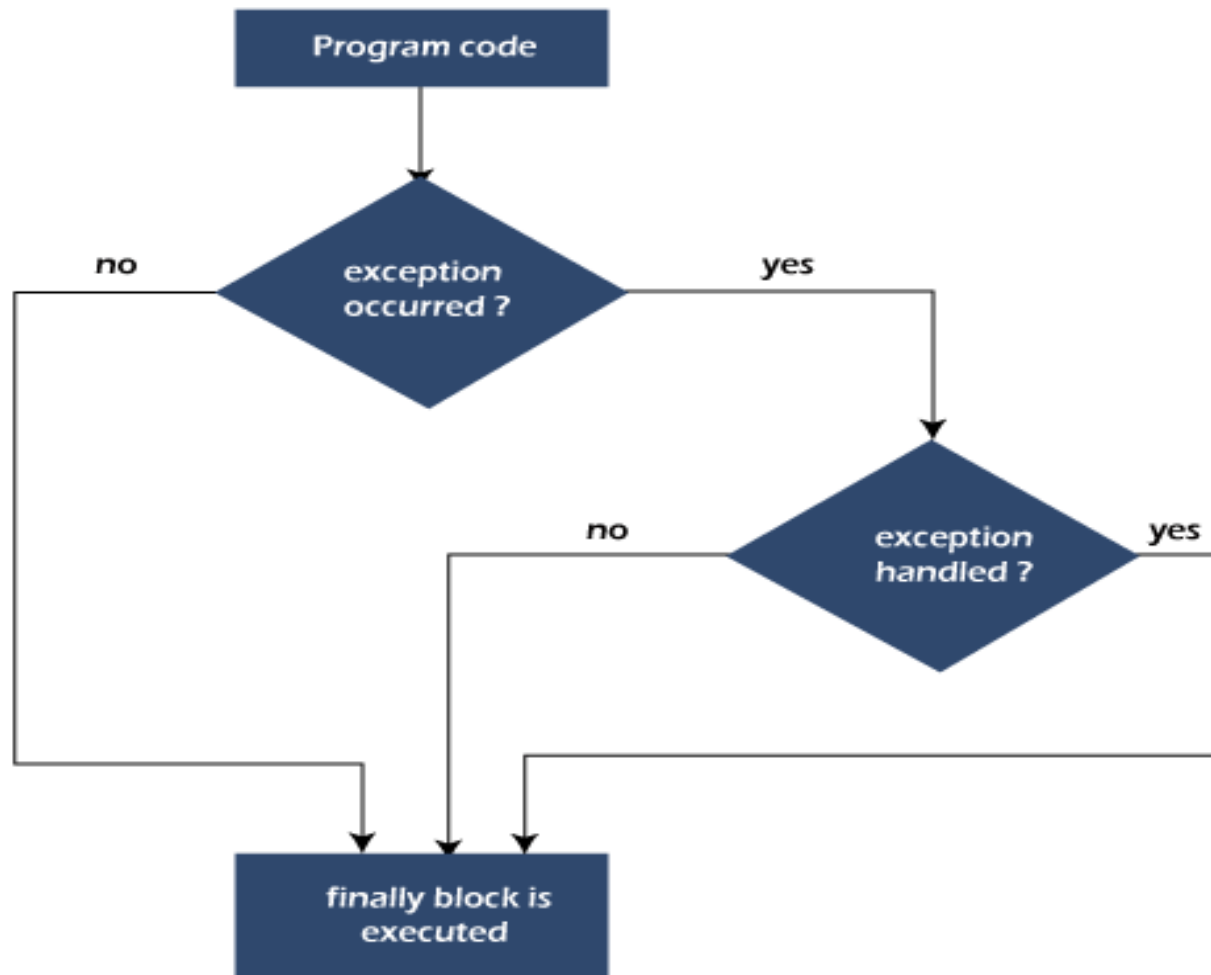 Program code
no
exception
occurred ?
yes
no
exception
handled ?
yes
finally block is
executed